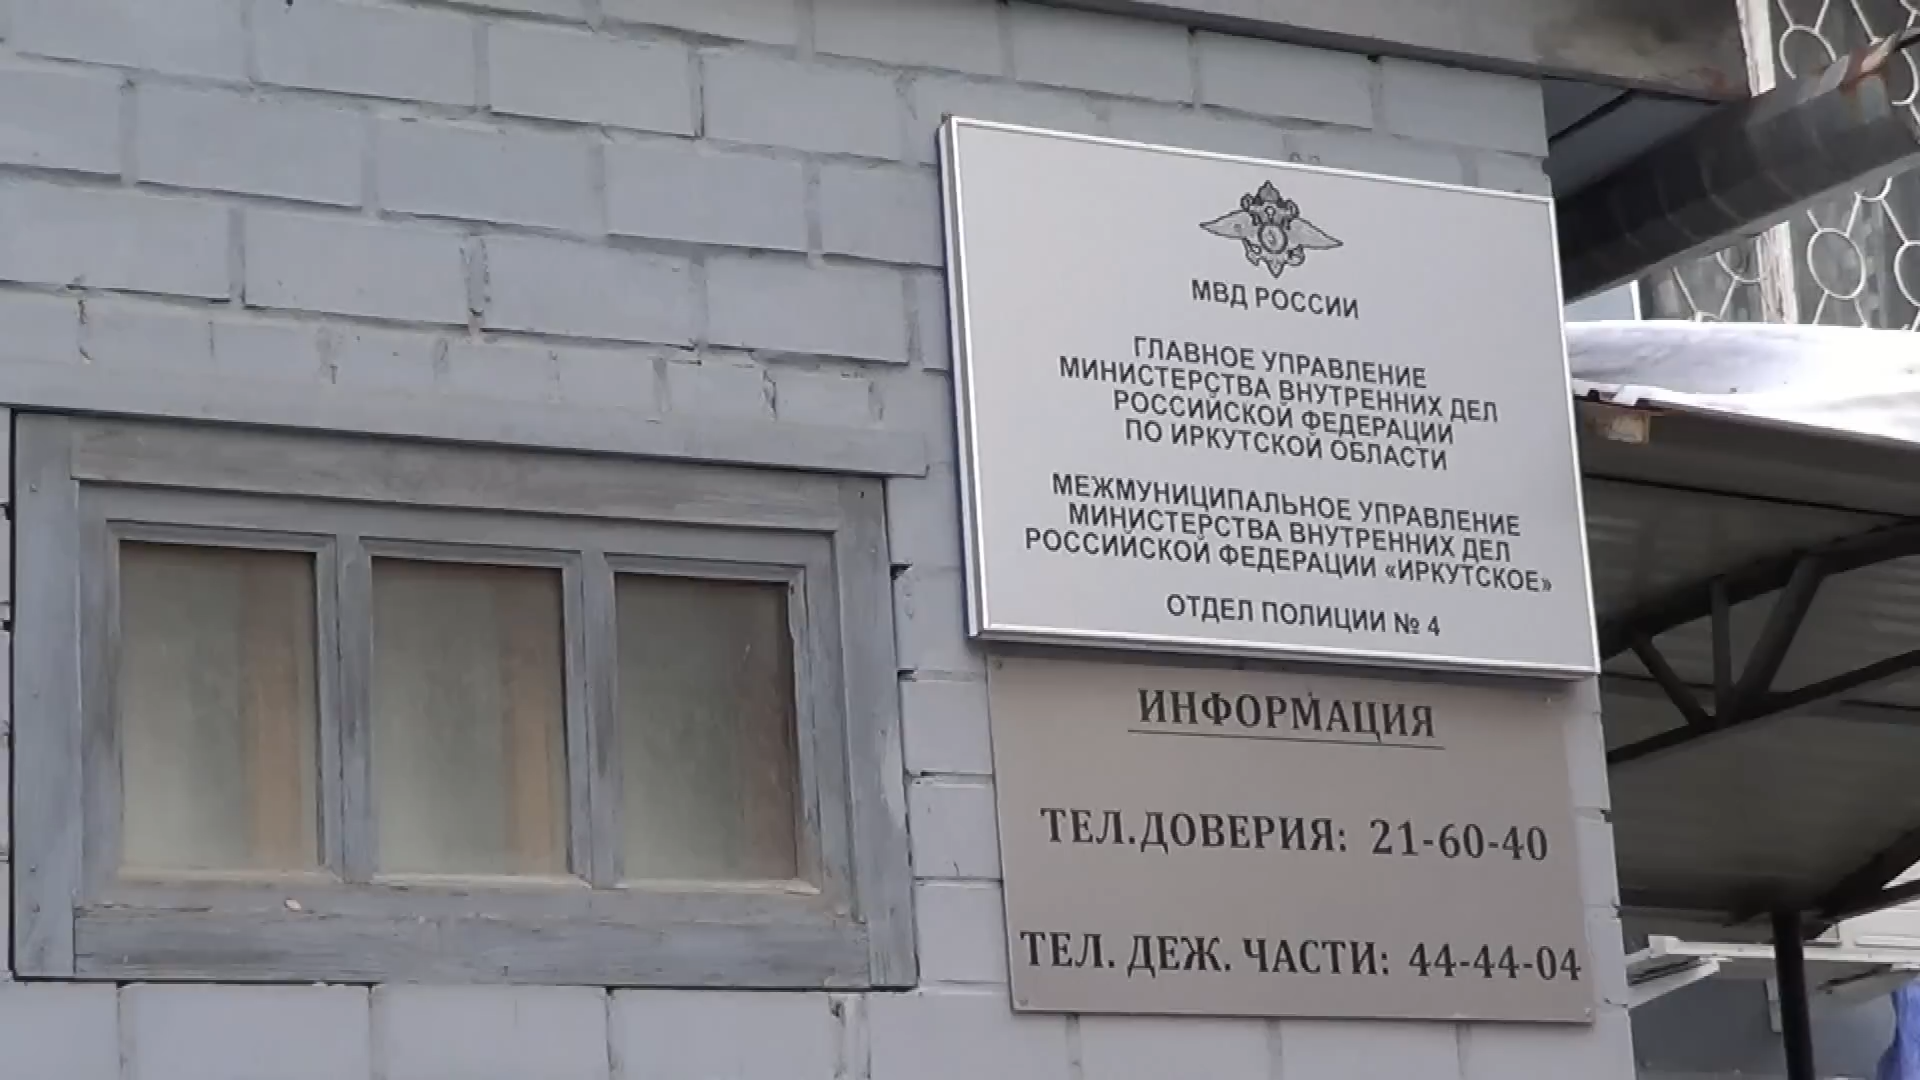 МВД РОССИИ
ГЛАВНОЕ УПРАВЛЕНИЕ
МИНИСТЕРСТВА ВНУТРЕННИХ ДЕЛ
РОССИЙСКОЙ ФЕДЕРАЦИИ
ПО ИРКУТСКОЙ ОБЛАСТИ
МЕЖМУНИЦИПАЛЬНОЕ УПРАВЛЕНИЕ
МИНИСТЕРСТВА ВНУТРЕННИХ ДЕЛ
РОССИЙСКОЙ ФЕДЕРАЦИИ «ИРКУТСКОЕ»
ОТДЕЛ ПОЛИЦИИ № 4
ИНФОРМАЦИЯ
ТЕЛ.ДОВЕРИЯ: 21-60-40
ТЕЛ. ДЕЖ. ЧАСТИ: 44-44-04